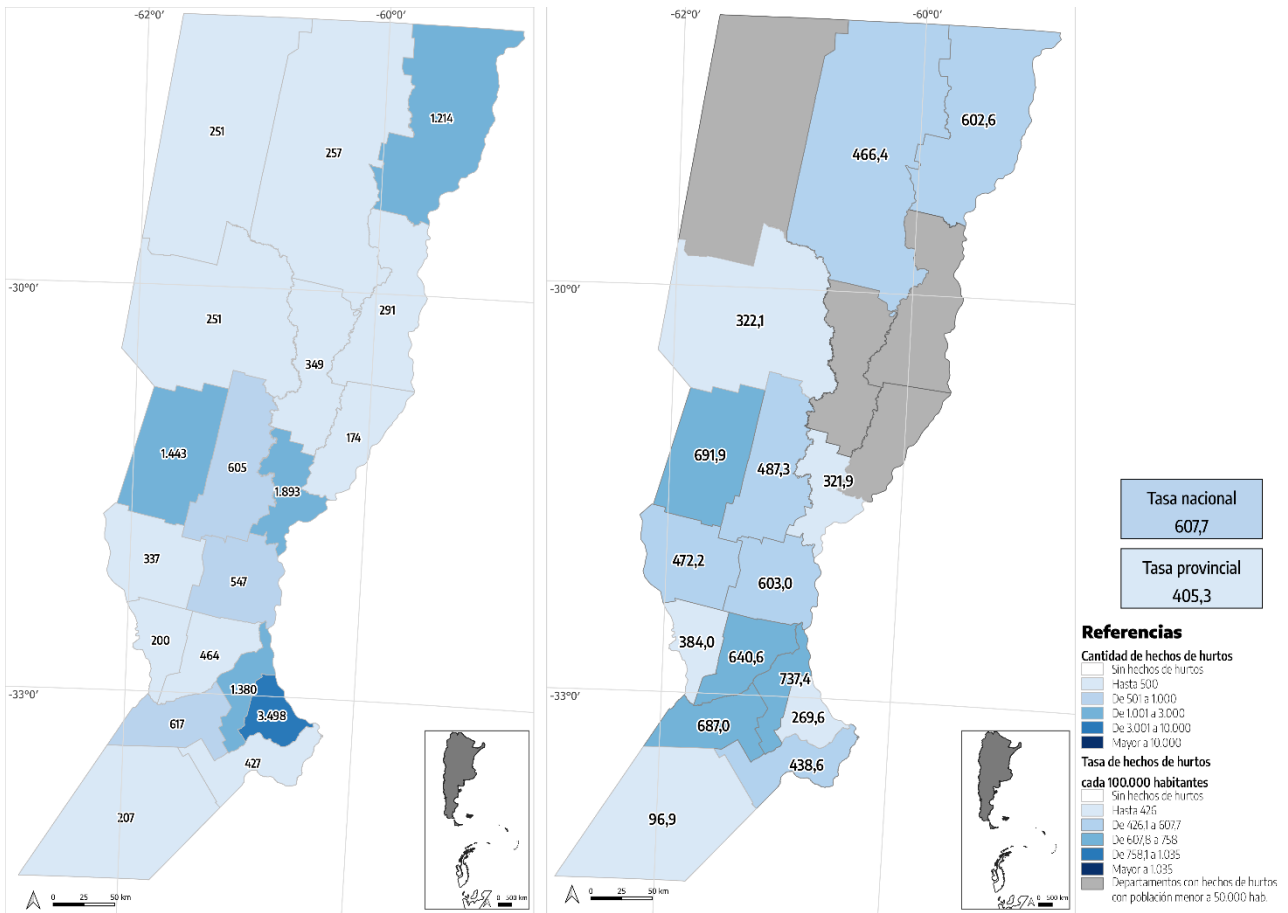 -62°0'
-60°0'
1.214
251
257
-30°0'
291
251
349
174
1.443
605
1.893
337
547
200
464
1.380
-33°0'
3.498
617
427
207
0 25 50 km
0 500 km
-62°0'
-60°0'
602,6
466,4
-30°0'
322,1
691,9
487,3
321,9
472,2
603,0
384,0
640,6
737,4
-33°0'
269,6
687,0
438,6
96,9
0 25 50 km
0 500 km
Tasa nacional
607,7
Tasa provincial
405,3
Referencias
Cantidad de hechos de hurtos
Sin hechos de hurtos
Hasta 500
De 501 a 1.000
De 1.001 a 3.000
De 3.001 a 10.000
Mayor a 10.000
Tasa de hechos de hurtos
cada 100.000 habitantes
Sin hechos de hurtos
Hasta 426
De 426,1 a 607,7
De 607,8 a 758
De 758,1 a 1.035
Mayor a 1.035
Departamentos con hechos de hurtos
con población menor a 50.000 hab.